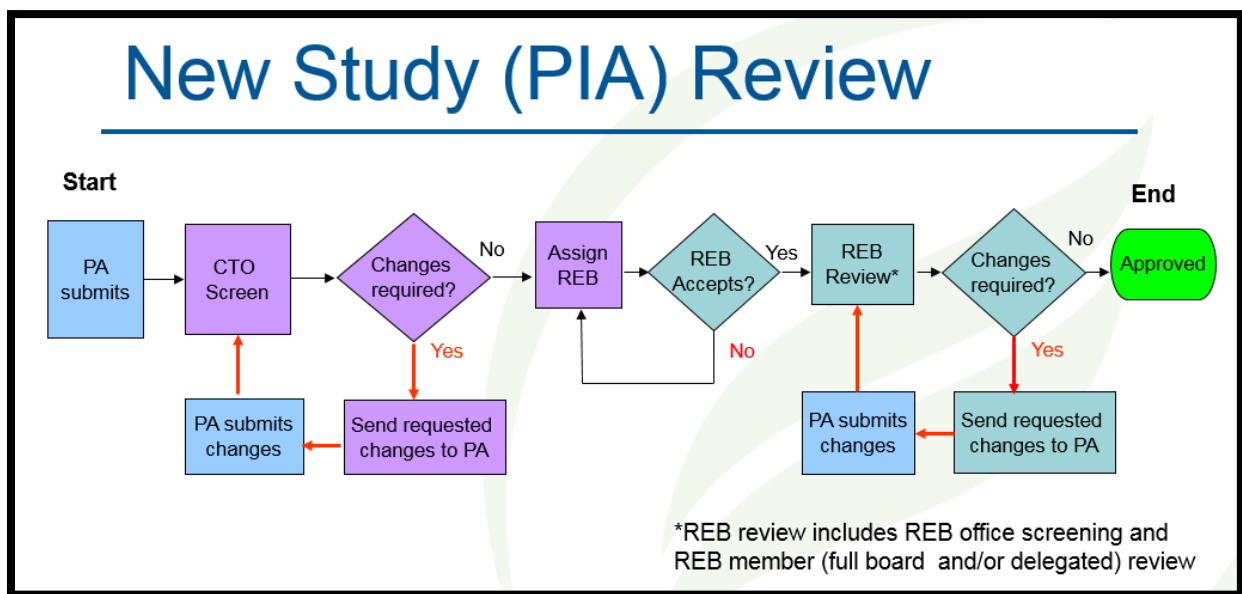 New Study (PIA) Review
Start
End
PA
submits
CTO
Screen
Changes
required?
No
Yes
Send requested
changes to PA
PA submits
changes
Assign
REB
REB
Accepts?
Yes
No
REB
Review*
Changes
required?
No
Approved
Yes
Send requested
changes to PA
PA submits
changes
*REB review includes REB office screening and
REB member (full board and/or delegated) review